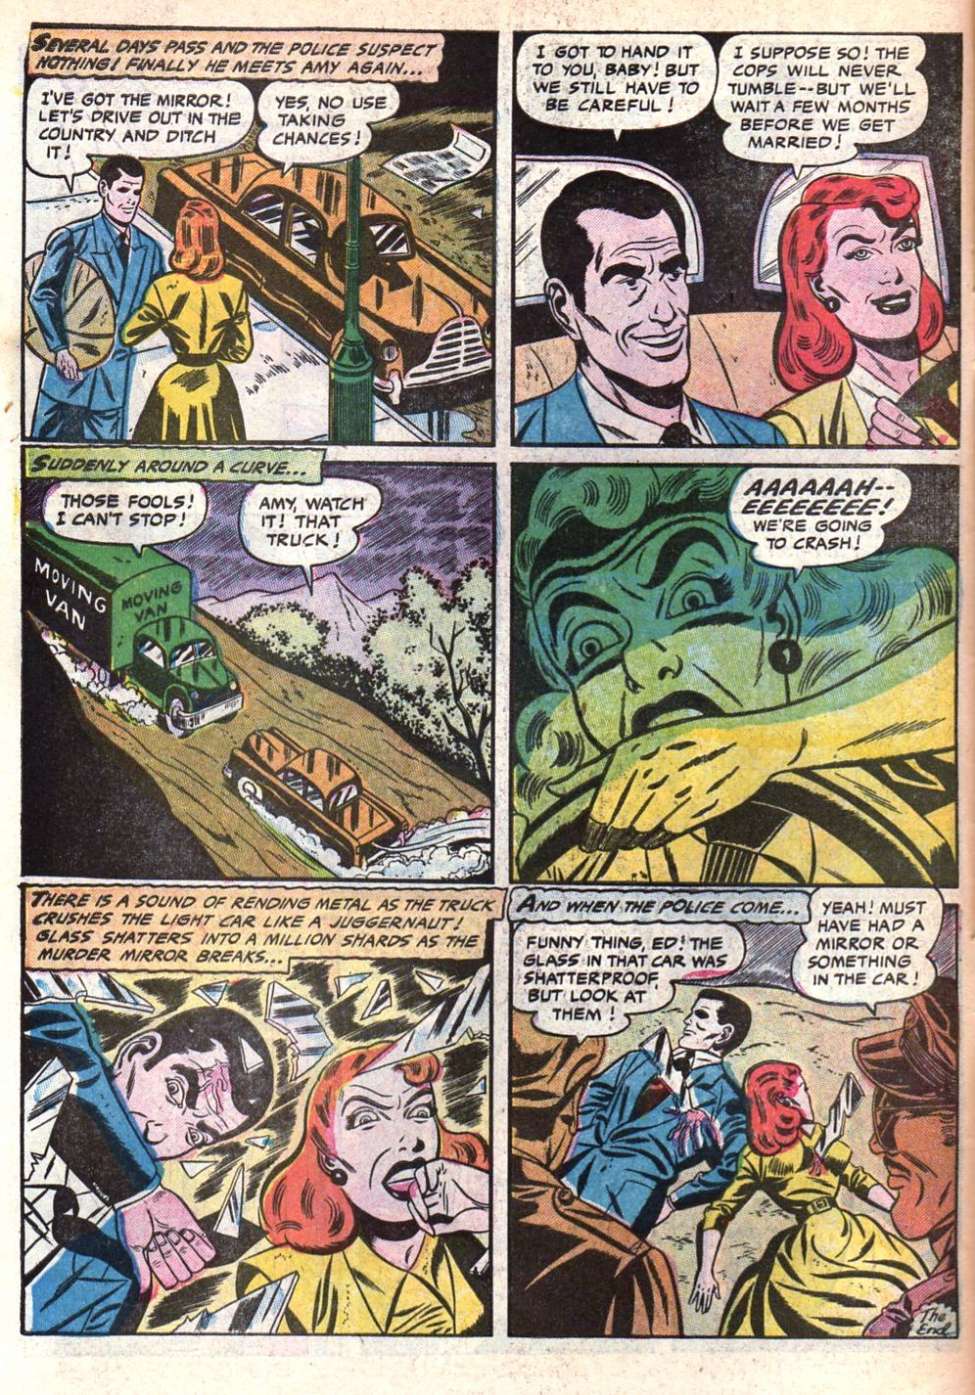 SEVERAL DAYS PASS AND THE POLICE SUSPECT
NOTHING! FINALLY HE MEETS AMY AGAIN...
I'VE GOT THE MIRROR!
LET'S DRIVE OUT IN THE
COUNTRY AND DITCH
IT!
YES, NO USE
TAKING
CHANCES!
I GOT TO HAND IT
TO YOU, BABY! BUT
WE STILL HAVE TO
BE CAREFUL!
I SUPPOSE SO! THE
COPS WILL NEVER
TUMBLE--BUT WE'LL
WAIT A FEW MONTHS
BEFORE WE GET
MARRIED!
SUDDENLY AROUND A CURVE...
THOSE FOOLS!
I CAN'T STOP!
AMY, WATCH
IT! THAT
TRUCK!
MOVING
VAN
MOVING
VAN
AAAAAAH--
EEEEEEEE!
WE'RE GOING
TO CRASH!
THERE IS A SOUND OF RENDING METAL AS THE TRUCK
CRUSHES THE LIGHT CAR LIKE A JUGGERNAUT!
GLASS SHATTERS INTO A MILLION SHARDS AS THE
MURDER MIRROR BREAKS...
AND WHEN THE POLICE COME...
FUNNY THING, ED! THE
GLASS IN THAT CAR WAS
SHATTERPROOF,
BUT LOOK AT
THEM!
YEAH! MUST
HAVE HAD A
MIRROR OR
SOMETHING
IN THE CAR!
The
End